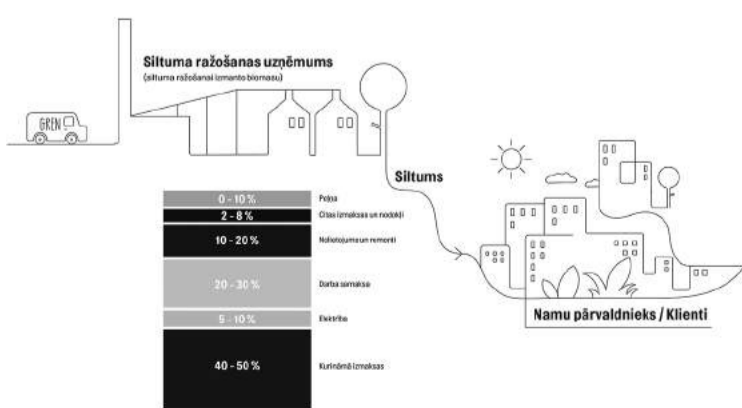 Siltuma ražošanas uzņēmums
(siltuma ražošanai izmanto biomasu)
GREN
Siltums
0 - 10 %
Peļņa
2 - 8 %
Citas izmaksas un nodokļi
10 - 20 %
Nolietojums un remonti
20 - 30 %
Darba samaksa
5 - 10 %
Elektrība
40 - 50 %
Kurināmā izmaksas
Namu pārvaldnieks / Klienti